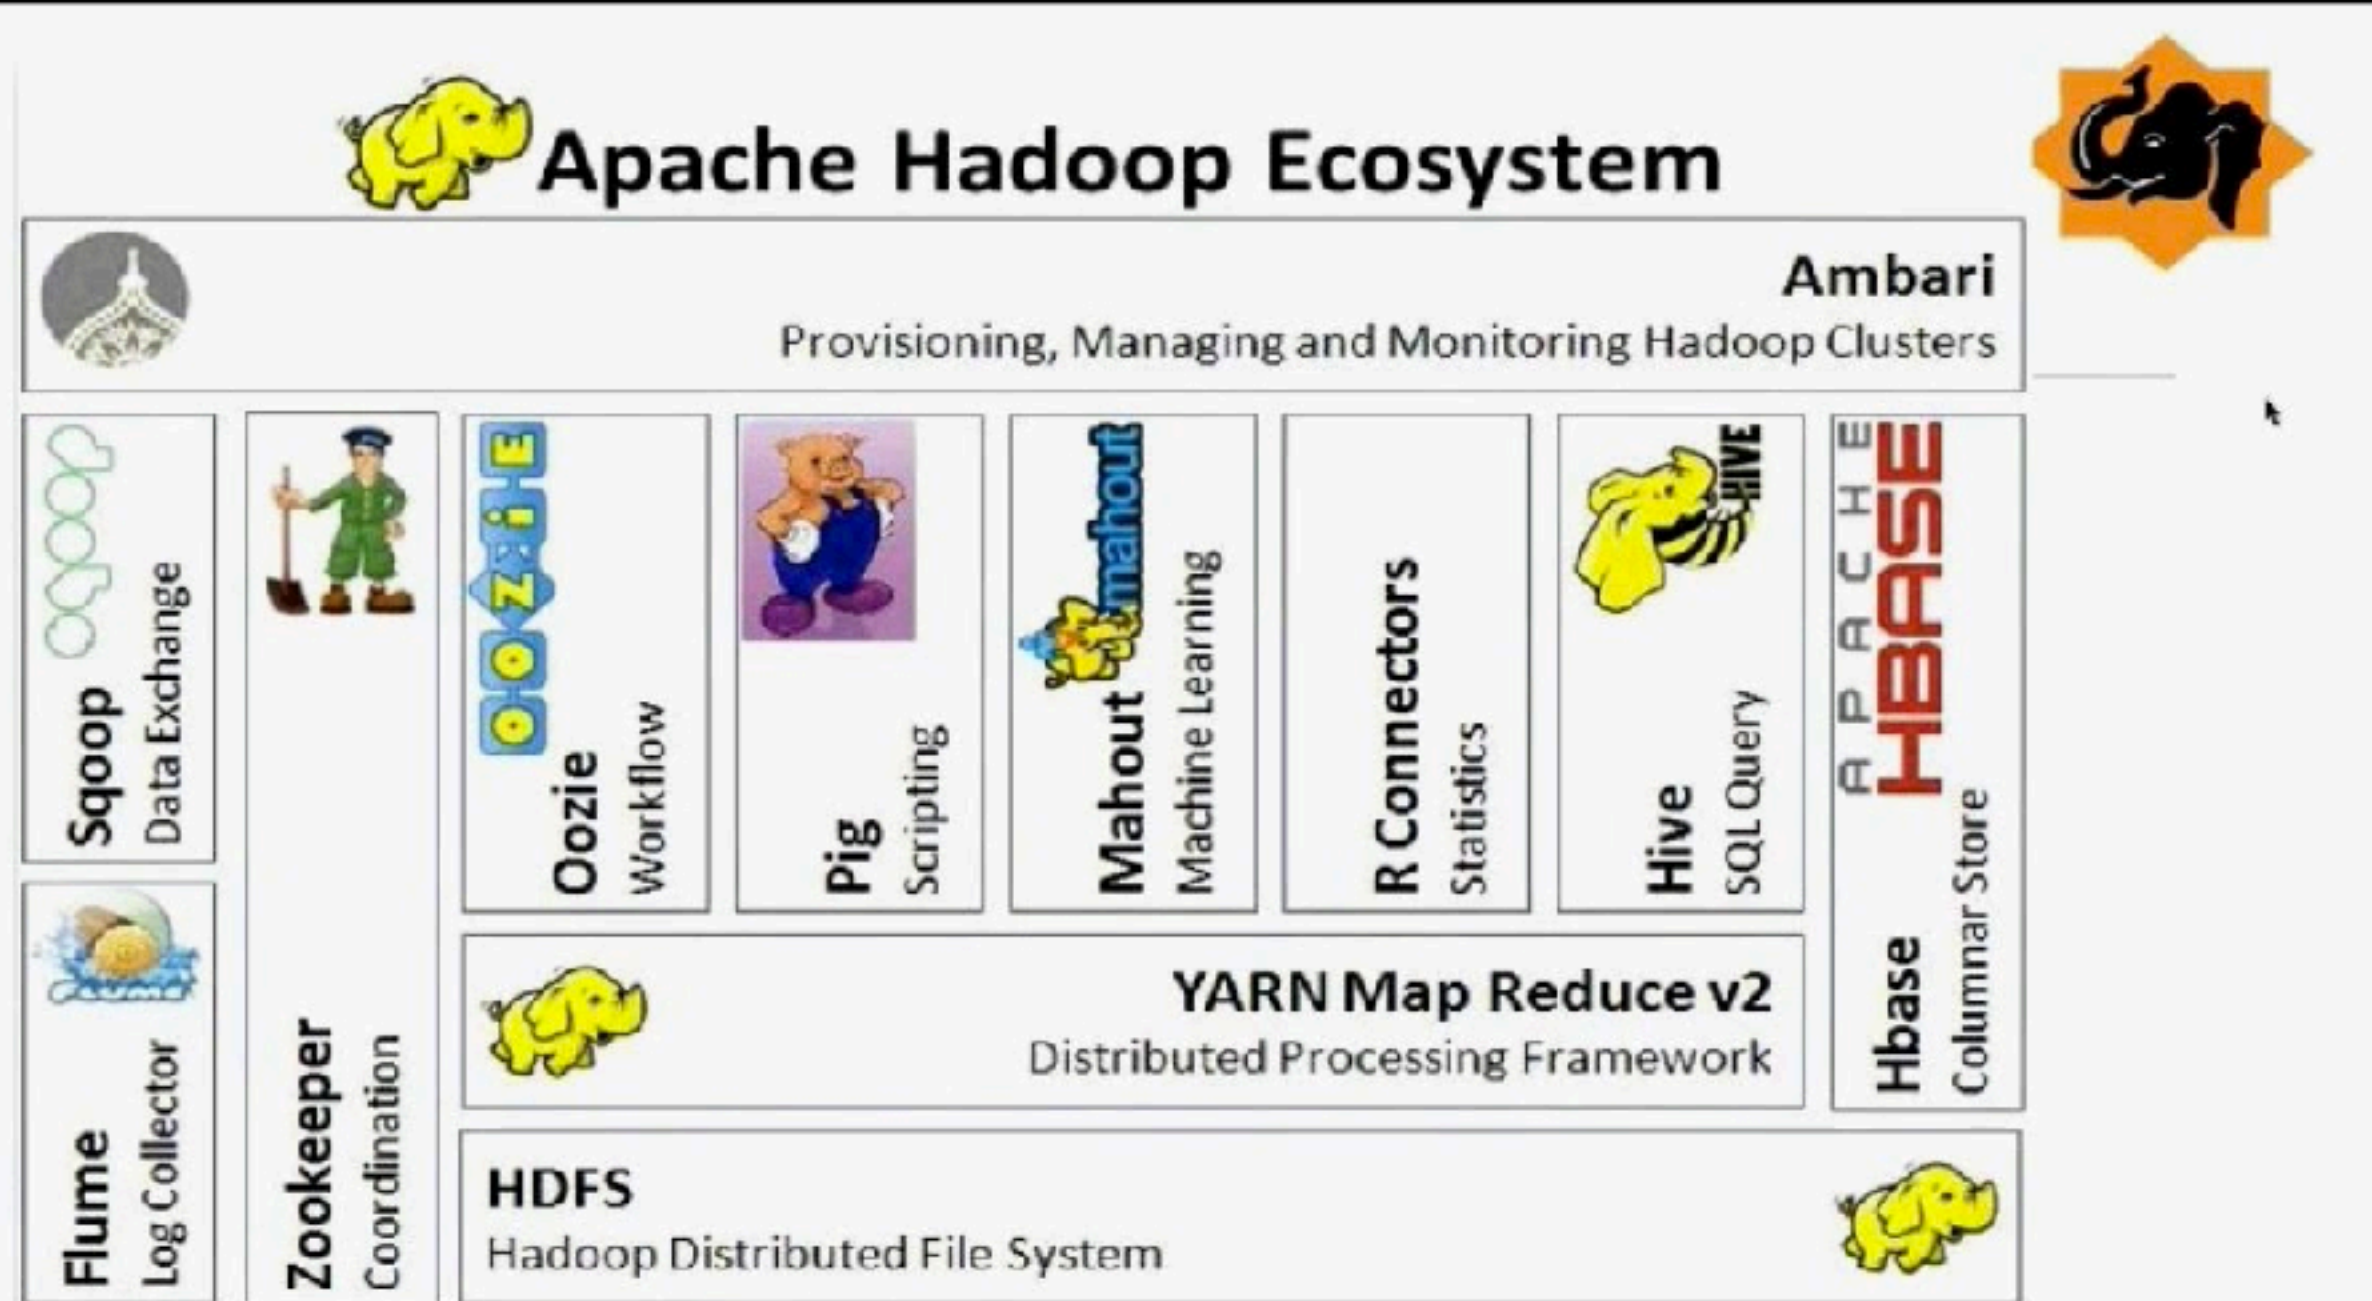 Apache Hadoop Ecosystem
Ambari
Provisioning, Managing and Monitoring Hadoop Clusters
Sqoop
Data Exchange
Flume
FLUME
Log Collector
Zookeeper
Coordination
OOZIE
Oozie
Workflow
Pig
Scripting
mahout
Mahout
Machine Learning
R Connectors
Statistics
HIVE
Hive
SQL Query
APACHE
HBASE
Hbase
Columnar Store
YARN Map Reduce v2
Distributed Processing Framework
HDFS
Hadoop Distributed File System